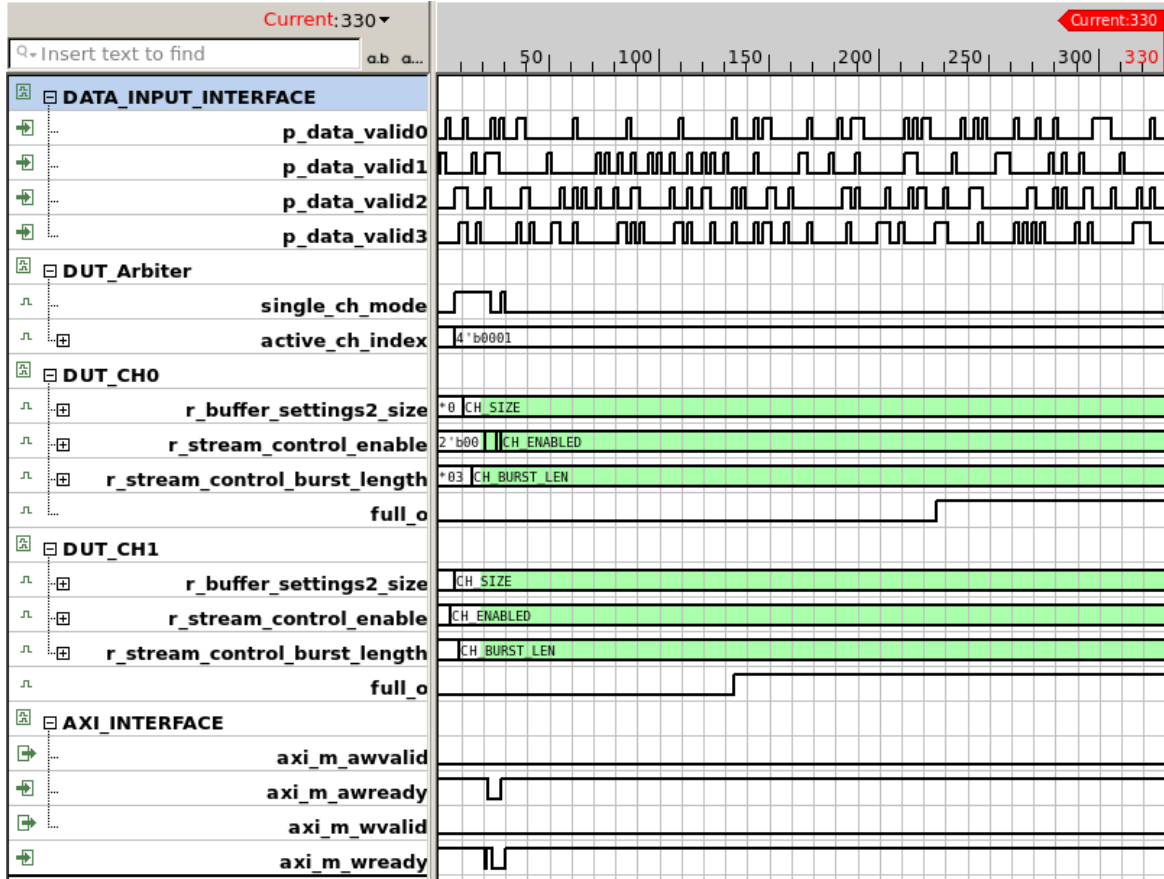 Current:330
Current:330
Insert text to find
a.b a...
50 100 150 200 250 300 330
DATA_INPUT_INTERFACE
p_data_valid0
p_data_valid1
p_data_valid2
p_data_valid3
DUT_Arbiter
single_ch_mode
active_ch_index 4'b0001
DUT_CH0
r_buffer_settings2_size *0 CH_SIZE
r_stream_control_enable 2'b00 CH_ENABLED
r_stream_control_burst_length *03 CH_BURST_LEN
full_o
DUT_CH1
r_buffer_settings2_size CH_SIZE
r_stream_control_enable CH_ENABLED
r_stream_control_burst_length CH_BURST_LEN
full_o
AXI_INTERFACE
axi_m_awvalid
axi_m_awready
axi_m_wvalid
axi_m_wready